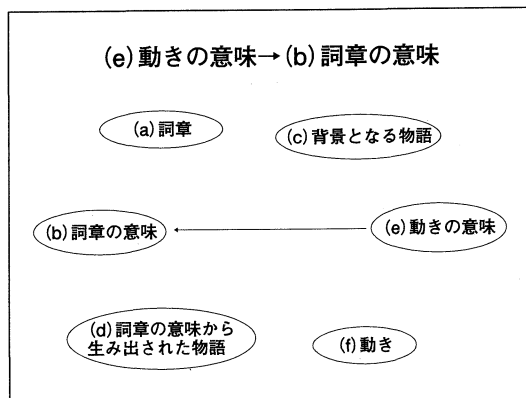 (e)動きの意味→(b)詞章の意味
(a)詞章
(c)背景となる物語
(b)詞章の意味
(e)動きの意味
(d)詞章の意味から
生み出された物語
(f)動き